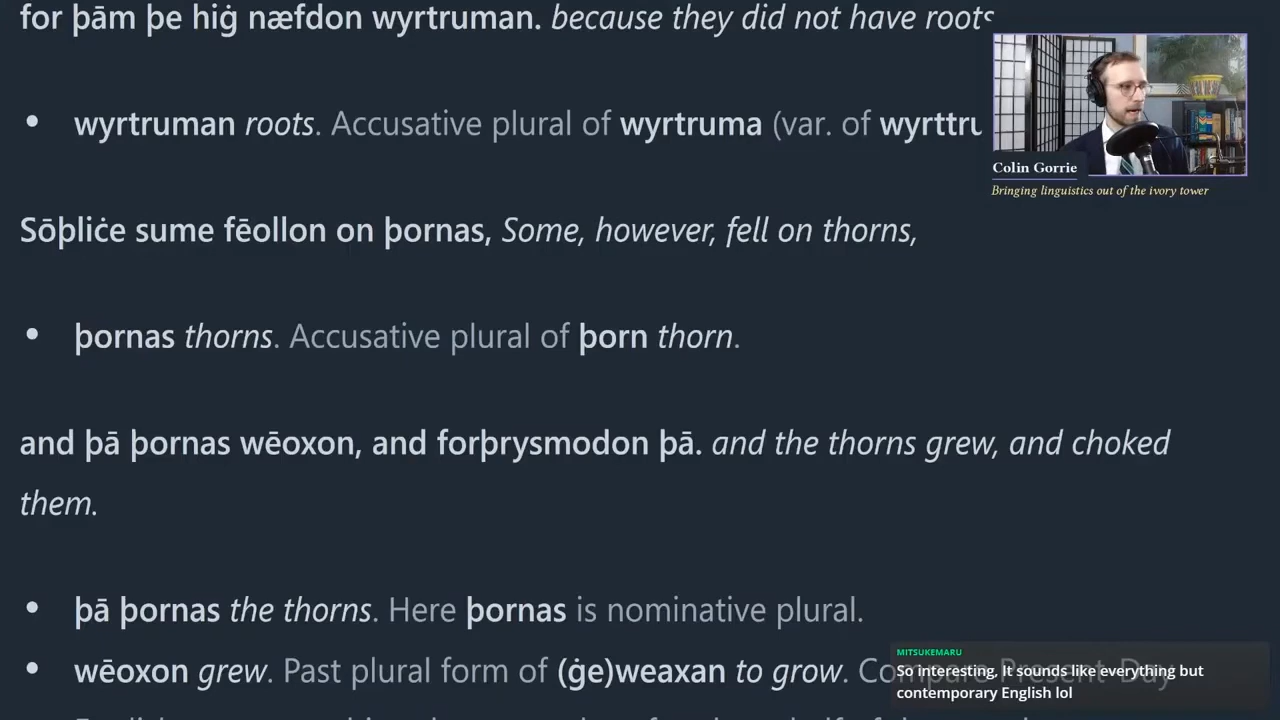 for þām þe hiġ næfdon wyrtruman. because they did not have roots
• wyrtruman roots. Accusative plural of wyrtruma (var. of
Colin Gorrie
Bringing linguistics out of the ivory tower
Sōþliċe sume fēollon on þornas, Some, however, fell on thorns,
• þornas thorns. Accusative plural of þorn thorn.
and þā þornas wēoxon, and forþrysmodon þā. and the thorns grew, and choked
them.
• þā þornas the thorns. Here þornas is nominative plural.
• wēoxon grew. Past plural form of (ġe)weaxan to grow. Compare Present-Day
MITSUKEMARU
So interesting, It sounds like everything but
contemporary English lol